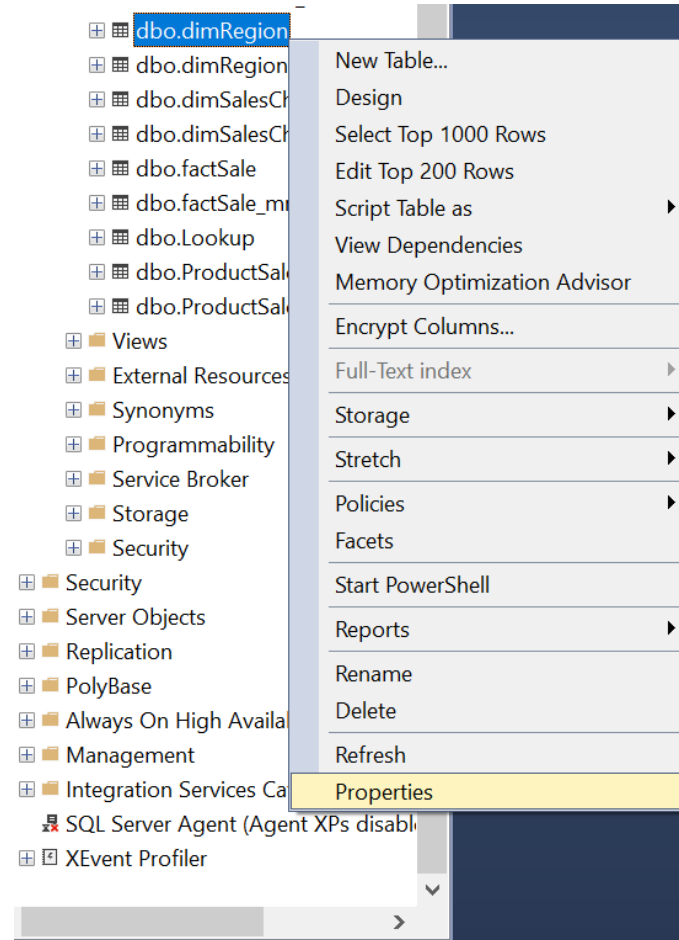 dbo.dimRegion
dbo.dimRegion
dbo.dimSalesCh
dbo.dimSalesCh
dbo.factSale
dbo.factSale_m
dbo.Lookup
dbo.ProductSal
dbo.ProductSal
Views
External Resources
Synonyms
Programmability
Service Broker
Storage
Security
Security
Server Objects
Replication
PolyBase
Always On High Availa
Management
Integration Services Ca
SQL Server Agent (Agent XPs disabl
XEvent Profiler
New Table...
Design
Select Top 1000 Rows
Edit Top 200 Rows
Script Table as
View Dependencies
Memory Optimization Advisor
Encrypt Columns...
Full-Text index
Storage
Stretch
Policies
Facets
Start PowerShell
Reports
Rename
Delete
Refresh
Properties